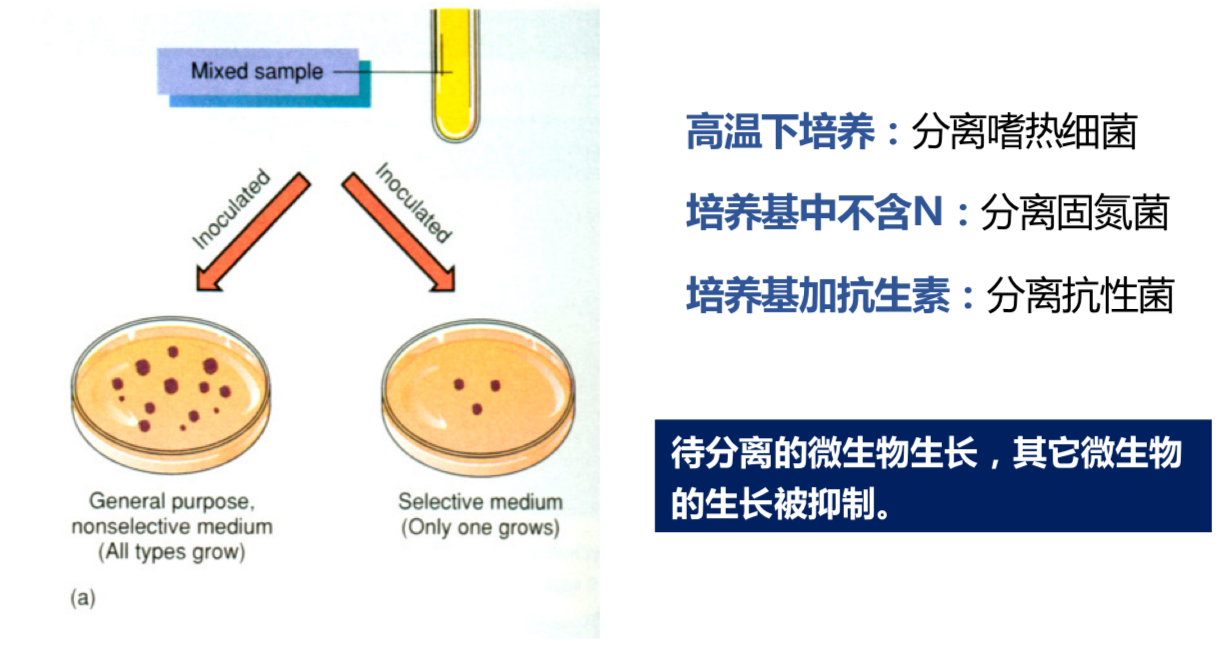 Mixed sample
Inoculated
Inoculated
General purpose,
nonselective medium
(All types grow)
Selective medium
(Only one grows)
(a)
高温下培养：分离嗜热细菌
培养基中不含N：分离固氮菌
培养基加抗生素：分离抗性菌
待分离的微生物生长，其它微生物
的生长被抑制。